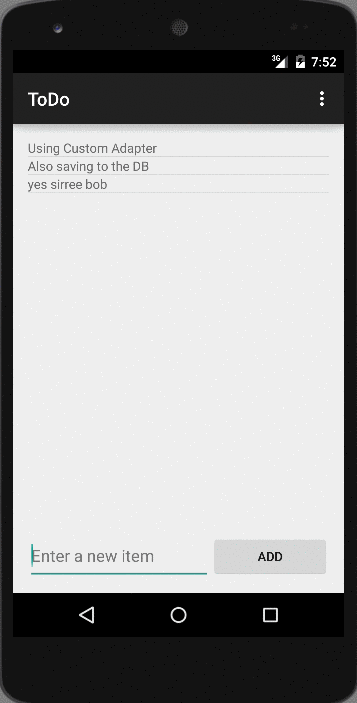 3G 7:52
ToDo
Using Custom Adapter
Also saving to the DB
yes sirree bob
Enter a new item ADD